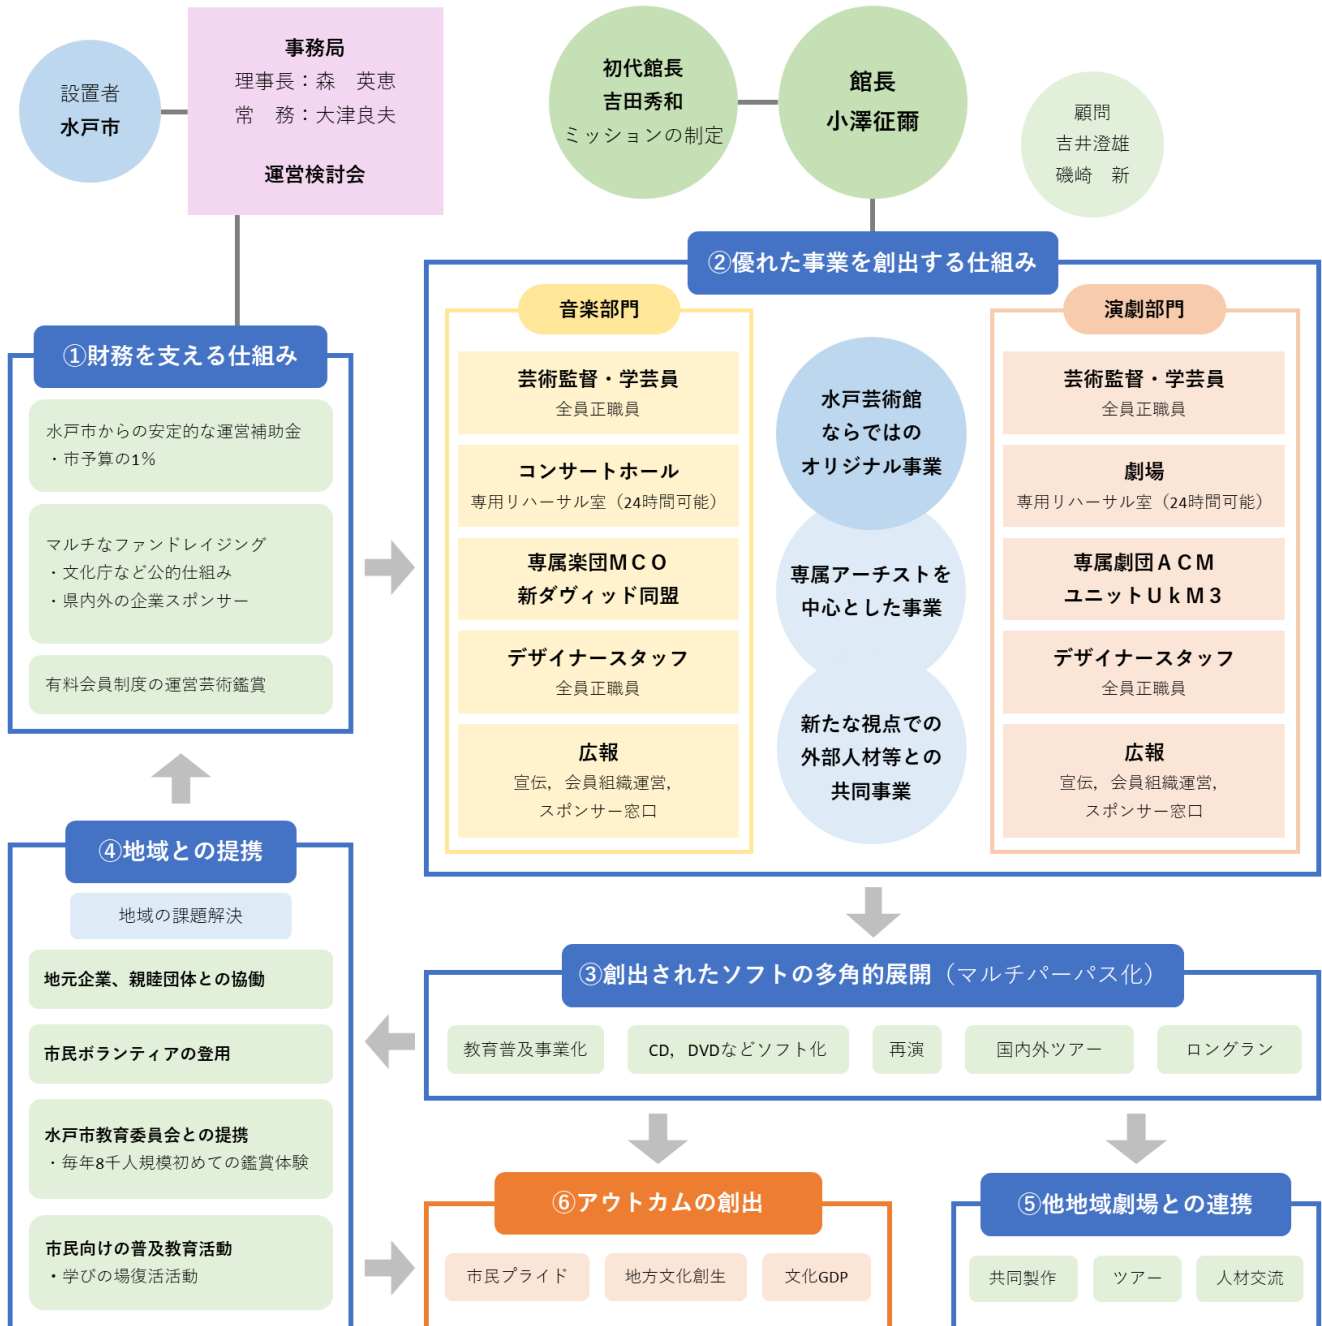 設置者
水戸市
事務局
理事長：森　英恵
常　務：大津良夫
運営検討会
初代館長
吉田秀和
ミッションの制定
館長
小澤征爾
顧問
吉井澄雄
磯崎　新
①財務を支える仕組み
水戸市からの安定的な運営補助金
・市予算の1%
マルチなファンドレイジング
・文化庁など公的仕組み
・県内外の企業スポンサー
有料会員制度の運営芸術鑑賞
②優れた事業を創出する仕組み
音楽部門
芸術監督・学芸員
全員正職員
コンサートホール
専用リハーサル室（24時間可能）
専属楽団ＭＣＯ
新ダヴィッド同盟
デザイナースタッフ
全員正職員
広報
宣伝，会員組織運営，
スポンサー窓口
水戸芸術館
ならではの
オリジナル事業
専属アーチストを
中心とした事業
新たな視点での
外部人材等との
共同事業
演劇部門
芸術監督・学芸員
全員正職員
劇場
専用リハーサル室（24時間可能）
専属劇団ＡＣＭ
ユニットＵｋＭ３
デザイナースタッフ
全員正職員
広報
宣伝，会員組織運営，
スポンサー窓口
③創出されたソフトの多角的展開（マルチパーパス化）
教育普及事業化
CD，DVDなどソフト化
再演
国内外ツアー
ロングラン
④地域との提携
地域の課題解決
地元企業、親睦団体との協働
市民ボランティアの登用
水戸市教育委員会との提携
・毎年8千人規模初めての鑑賞体験
市民向けの普及教育活動
・学びの場復活活動
⑥アウトカムの創出
市民プライド
地方文化創生
文化GDP
⑤他地域劇場との連携
共同製作
ツアー
人材交流